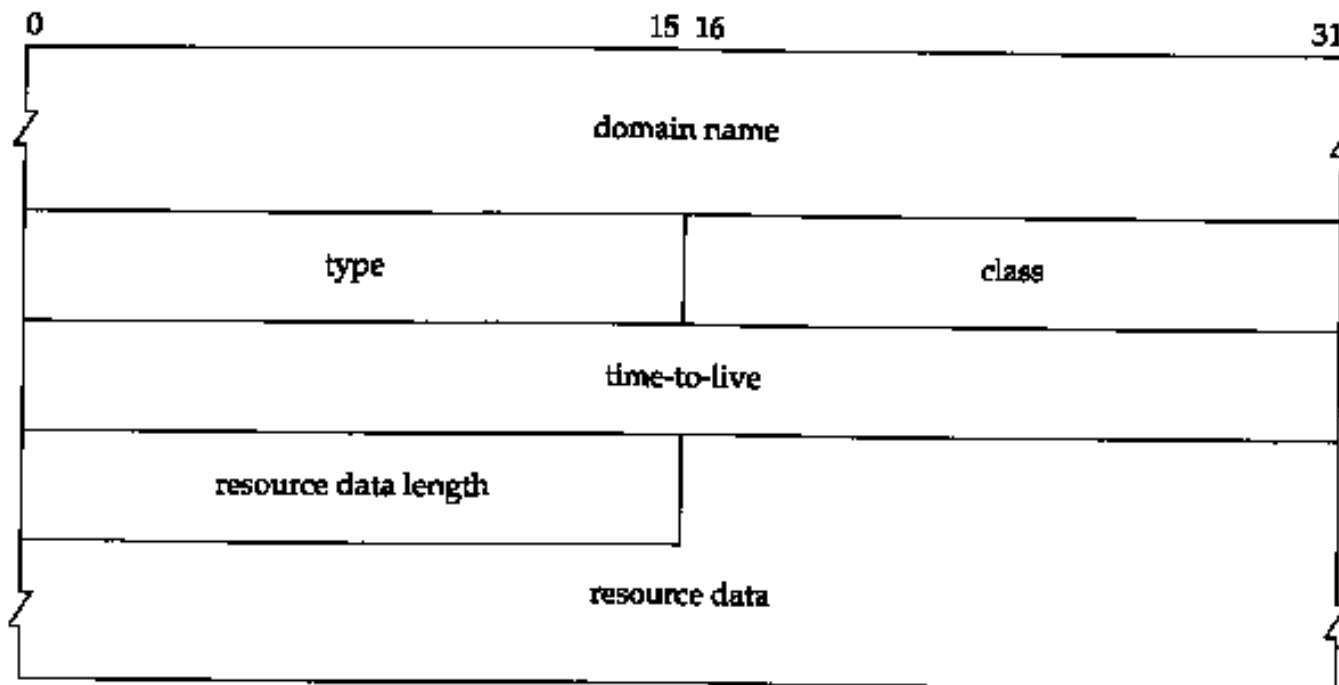 0 15 16 31
domain name
type class
time-to-live
resource data length
resource data